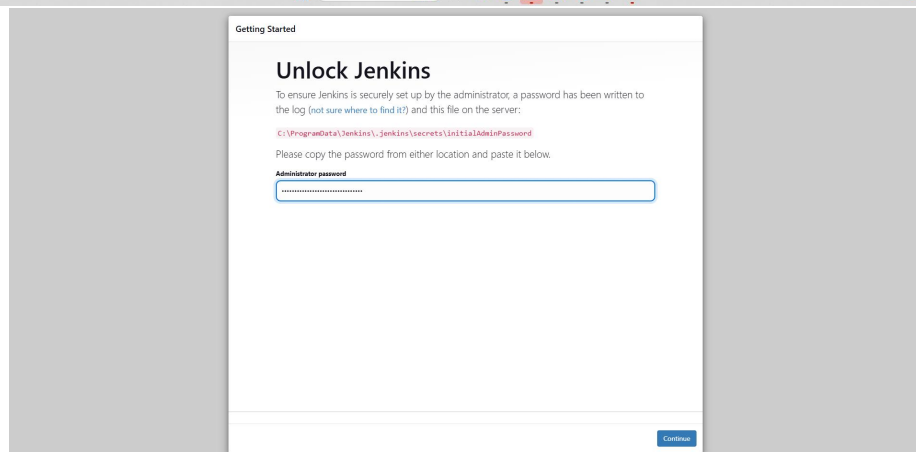 Getting Started
Unlock Jenkins
To ensure Jenkins is securely set up by the administrator, a password has been written to
the log (not sure where to find it?) and this file on the server:
C:\ProgramData\Jenkins\.jenkins\secrets\initialAdminPassword
Please copy the password from either location and paste it below.
Administrator password
Continue